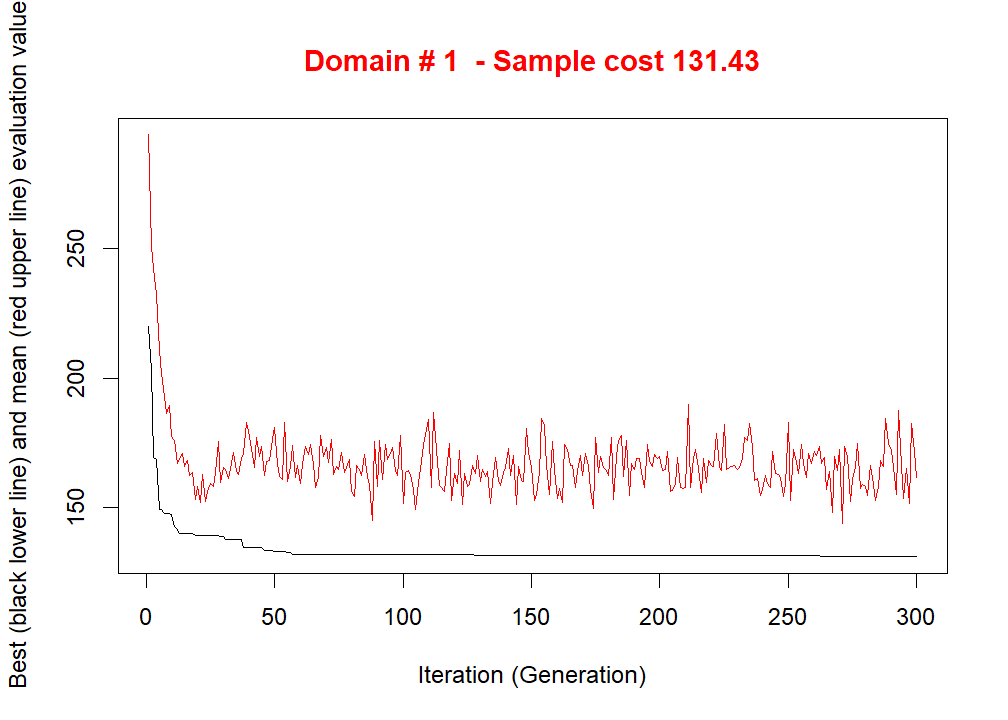 Domain # 1  - Sample cost 131.43
Best (black lower line) and mean (red upper line) evaluation value
250
200
150
0 50 100 150 200 250 300
Iteration (Generation)